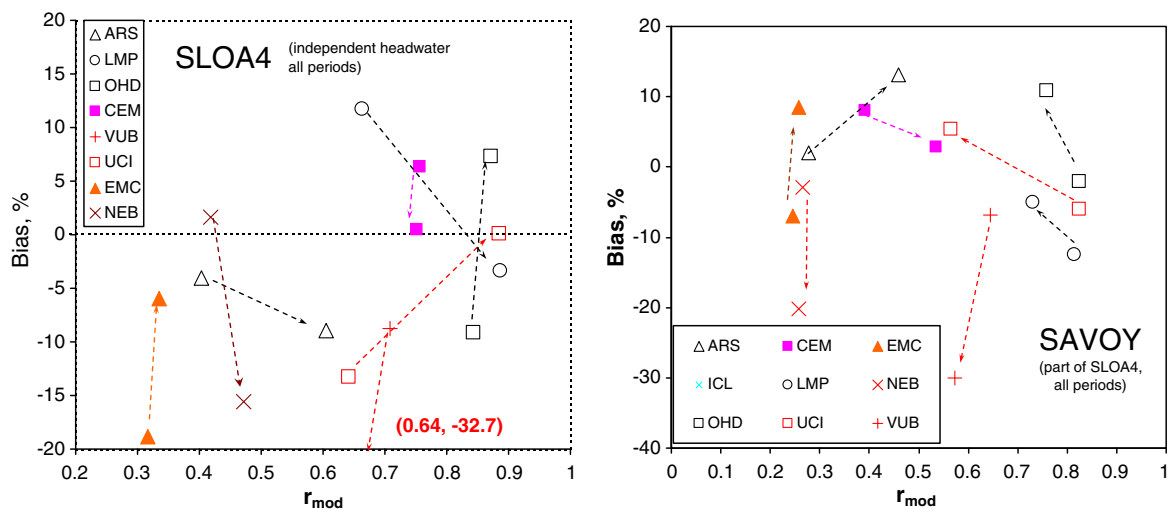 20
15
10
5
0
-5
-10
-15
-20
Bias, %
ARS
LMP
OHD
CEM
VUB
UCI
EMC
NEB
SLOA4
(independent headwater
all periods)
(0.64, -32.7)
0.2 0.3 0.4 0.5 0.6 0.7 0.8 0.9 1
rmod
20
10
0
-10
-20
-30
-40
Bias, %
ARS CEM EMC
ICL LMP NEB
OHD UCI VUB
SAVOY
(part of SLOA4,
all periods)
0 0.1 0.2 0.3 0.4 0.5 0.6 0.7 0.8 0.9 1
rmod